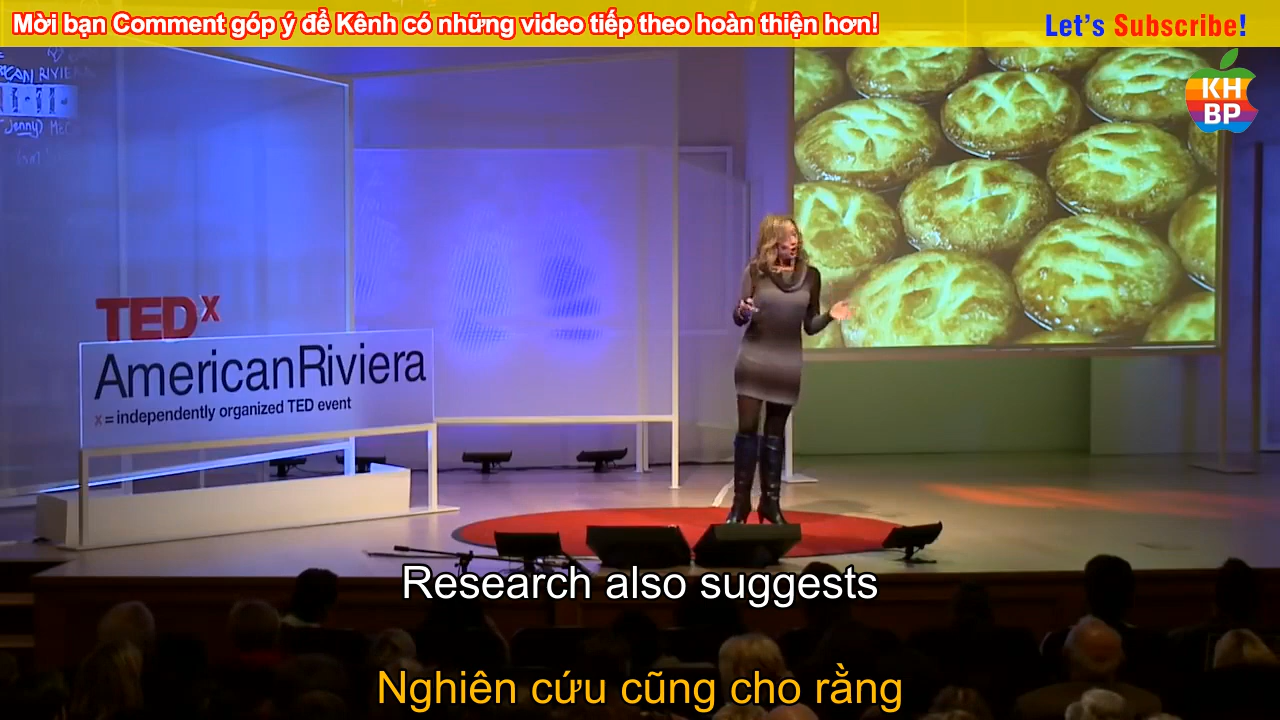 Mời bạn Comment góp ý để Kênh có những video tiếp theo hoàn thiện hơn!
Let's Subscribe!
KH
BP
TEDx
AmericanRiviera
x = independently organized TED event
Research also suggests
Nghiên cứu cũng cho rằng